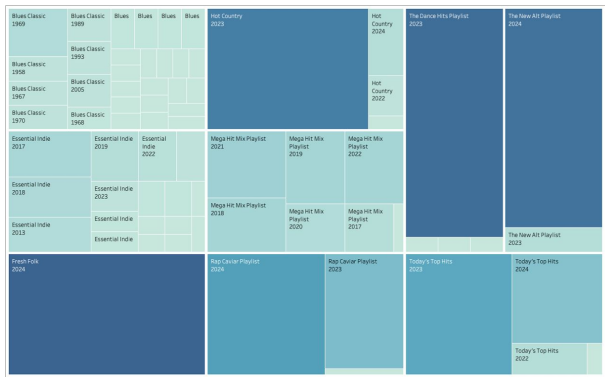 Blues Classic
1969
Blues Classic
1958
Blues Classic
1967
Blues Classic
1970
Blues Classic
1989
Blues Classic
1993
Blues Classic
2005
Blues Classic
1968
Blues
Blues
Blues
Blues
Hot Country
2023
Hot
Country
2024
Hot
Country
2022
The Dance Hits Playlist
2023
The New Alt Playlist
2024
The New Alt Playlist
2023
Essential Indie
2017
Essential Indie
2018
Essential Indie
2013
Essential Indie
2019
Essential Indie
2023
Essential Indie
Essential Indie
Essential
Indie
2022
Mega Hit Mix Playlist
2021
Mega Hit Mix Playlist
2018
Mega Hit Mix
Playlist
2019
Mega Hit Mix
Playlist
2020
Mega Hit Mix
Playlist
2022
Mega Hit Mix
Playlist
2017
Fresh Folk
2024
Rap Caviar Playlist
2024
Rap Caviar Playlist
2023
Today's Top Hits
2023
Today's Top Hits
2024
Today's Top Hits
2022